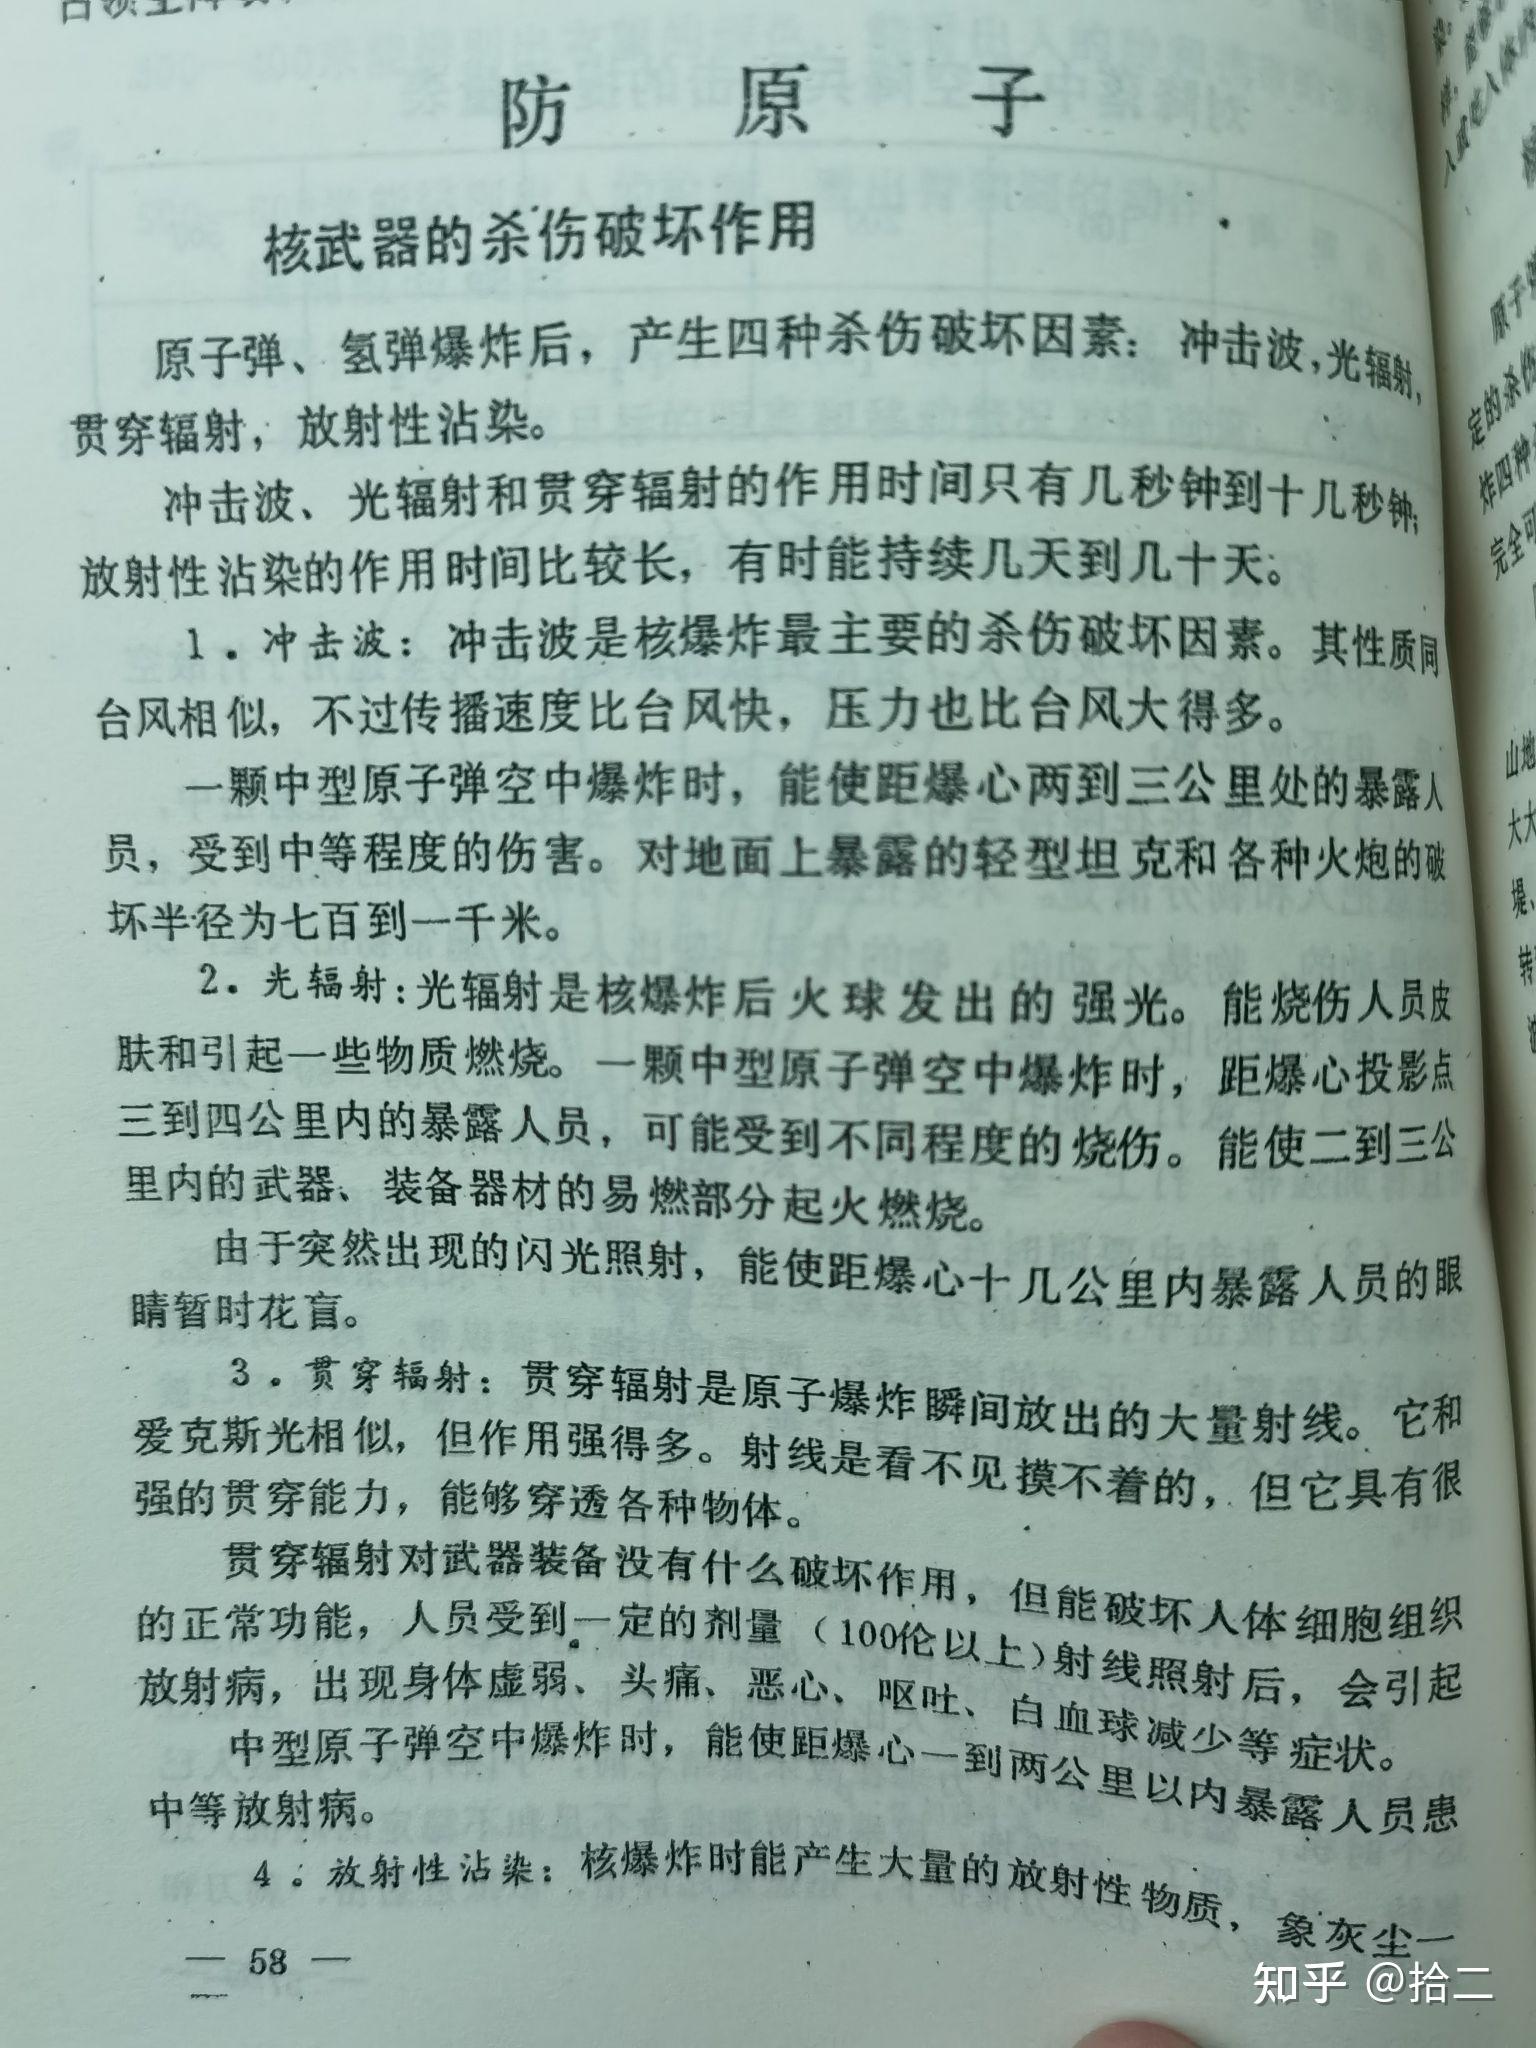 防原子
核武器的杀伤破坏作用
原子弹、氢弹爆炸后，产生四种杀伤破坏因素：冲击波，光辐射，
贯穿辐射，放射性沾染。
冲击波、光辐射和贯穿辐射的作用时间只有几秒钟到十几秒钟；
放射性沾染的作用时间比较长，有时能持续几天到几十天。
1．冲击波：冲击波是核爆炸最主要的杀伤破坏因素。其性质同
台风相似，不过传播速度比台风快，压力也比台风大得多。
一颗中型原子弹空中爆炸时，能使距爆心两到三公里处的暴露人
员，受到中等程度的伤害。对地面上暴露的轻型坦克和各种火炮的破
坏半径为七百到一千米。
2．光辐射：光辐射是核爆炸后火球发出的强光。能烧伤人员皮
肤和引起一些物质燃烧。一颗中型原子弹空中爆炸时，距爆心投影点
三到四公里内的暴露人员，可能受到不同程度的烧伤。能使二到三公
里内的武器、装备器材的易燃部分起火燃烧。
由于突然出现的闪光照射，能使距爆心十几公里内暴露人员的眼
睛暂时花盲。
3．贯穿辐射：贯穿辐射是原子爆炸瞬间放出的大量射线。它和
爱克斯光相似，但作用强得多。射线是看不见摸不着的，但它具有很
强的贯穿能力，能够穿透各种物体。
贯穿辐射对武器装备没有什么破坏作用，但能破坏人体细胞组织
的正常功能，人员受到一定的剂量（100伦以上）射线照射后，会引起
放射病，出现身体虚弱、头痛、恶心、呕吐、白血球减少等症状。
中型原子弹空中爆炸时，能使距爆心一到两公里以内暴露人员患
中等放射病。
4．放射性沾染：核爆炸时能产生大量的放射性物质，象灰尘一
— 58 —
知乎 @拾二
原子弹
定的杀伤
炸四种
完全可
山地
大大
堤、